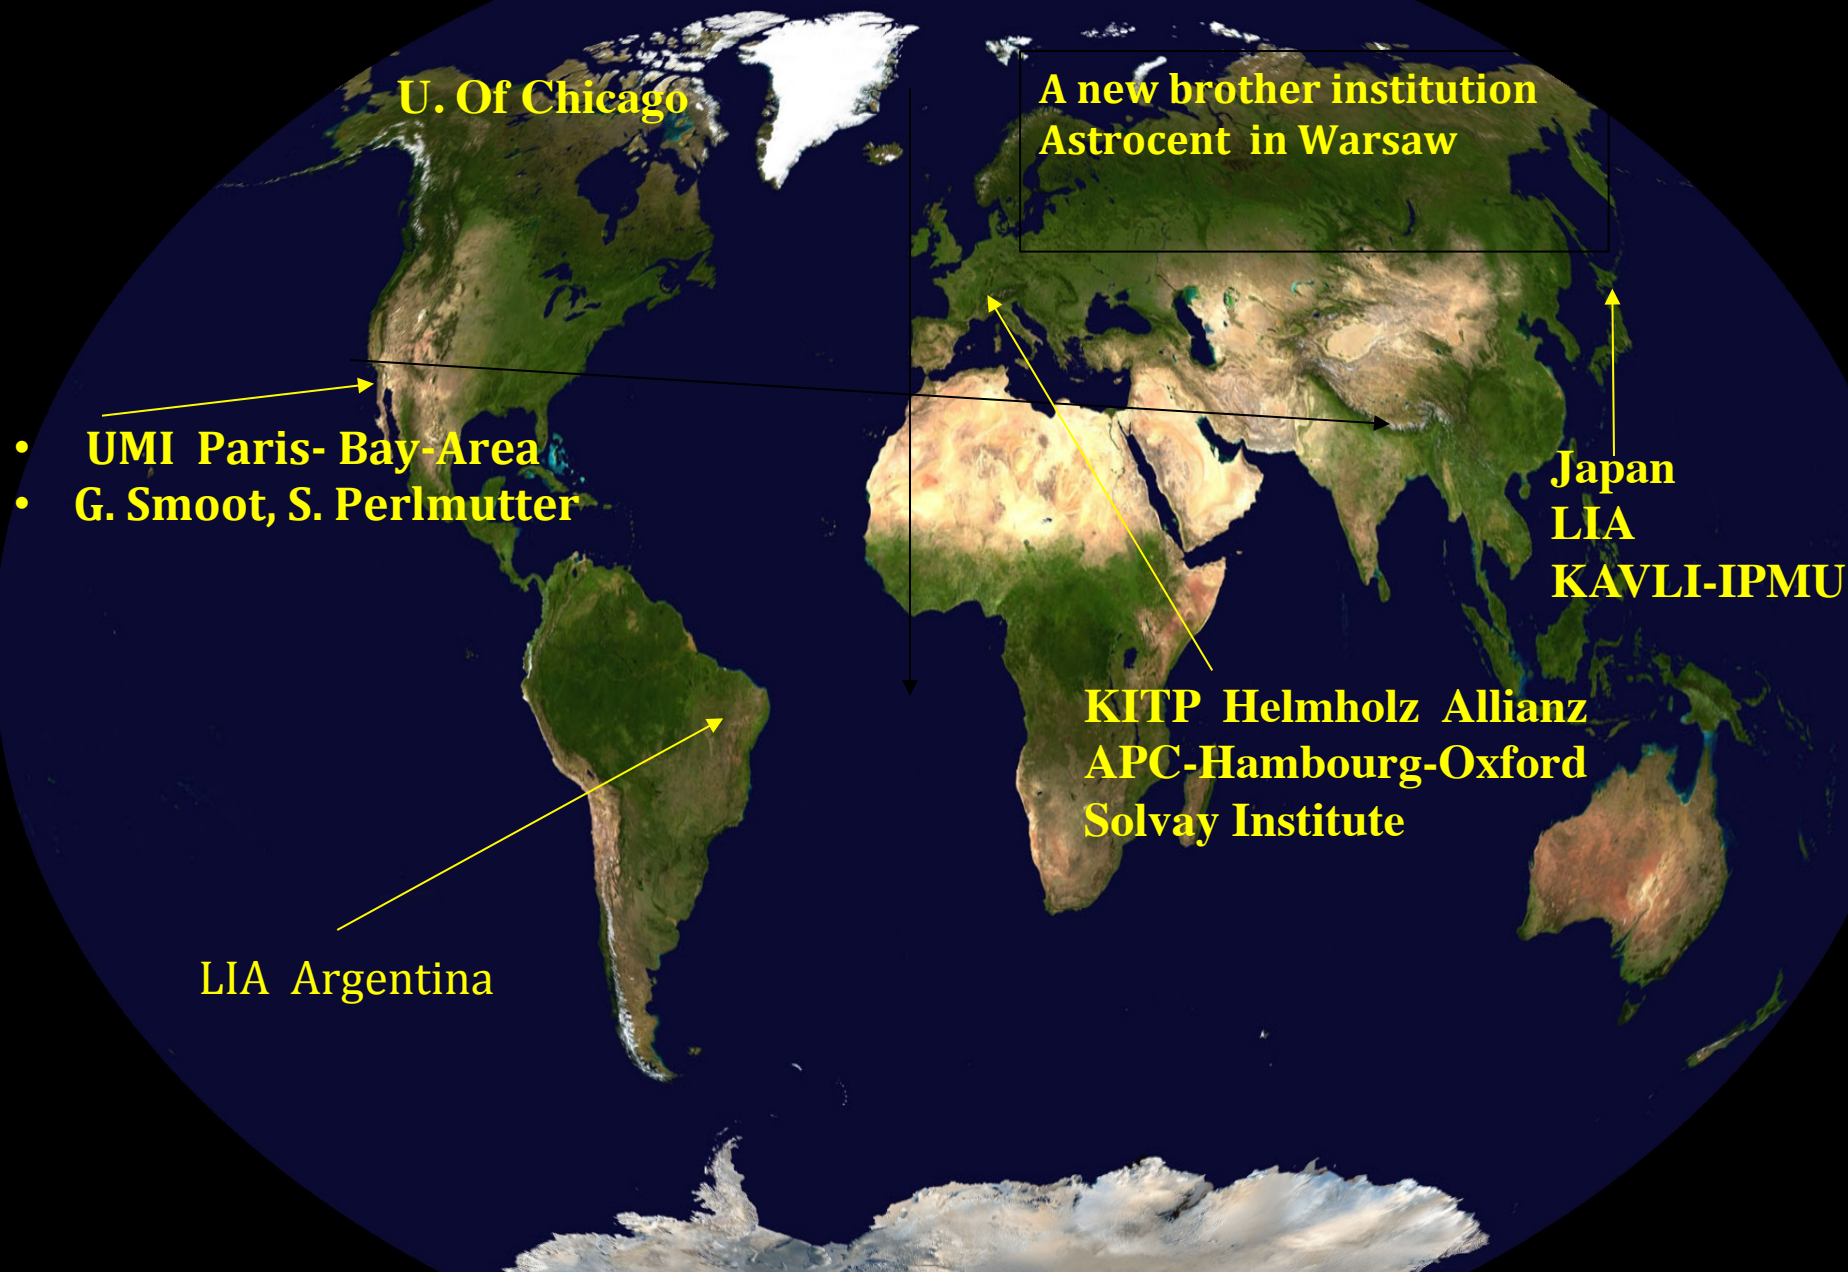 U. Of Chicago
A new brother institution
Astrocent in Warsaw
• UMI Paris- Bay-Area
• G. Smoot, S. Perlmutter
Japan
LIA
KAVLI-IPMU
KITP Helmholz Allianz
APC-Hambourg-Oxford
Solvay Institute
LIA Argentina